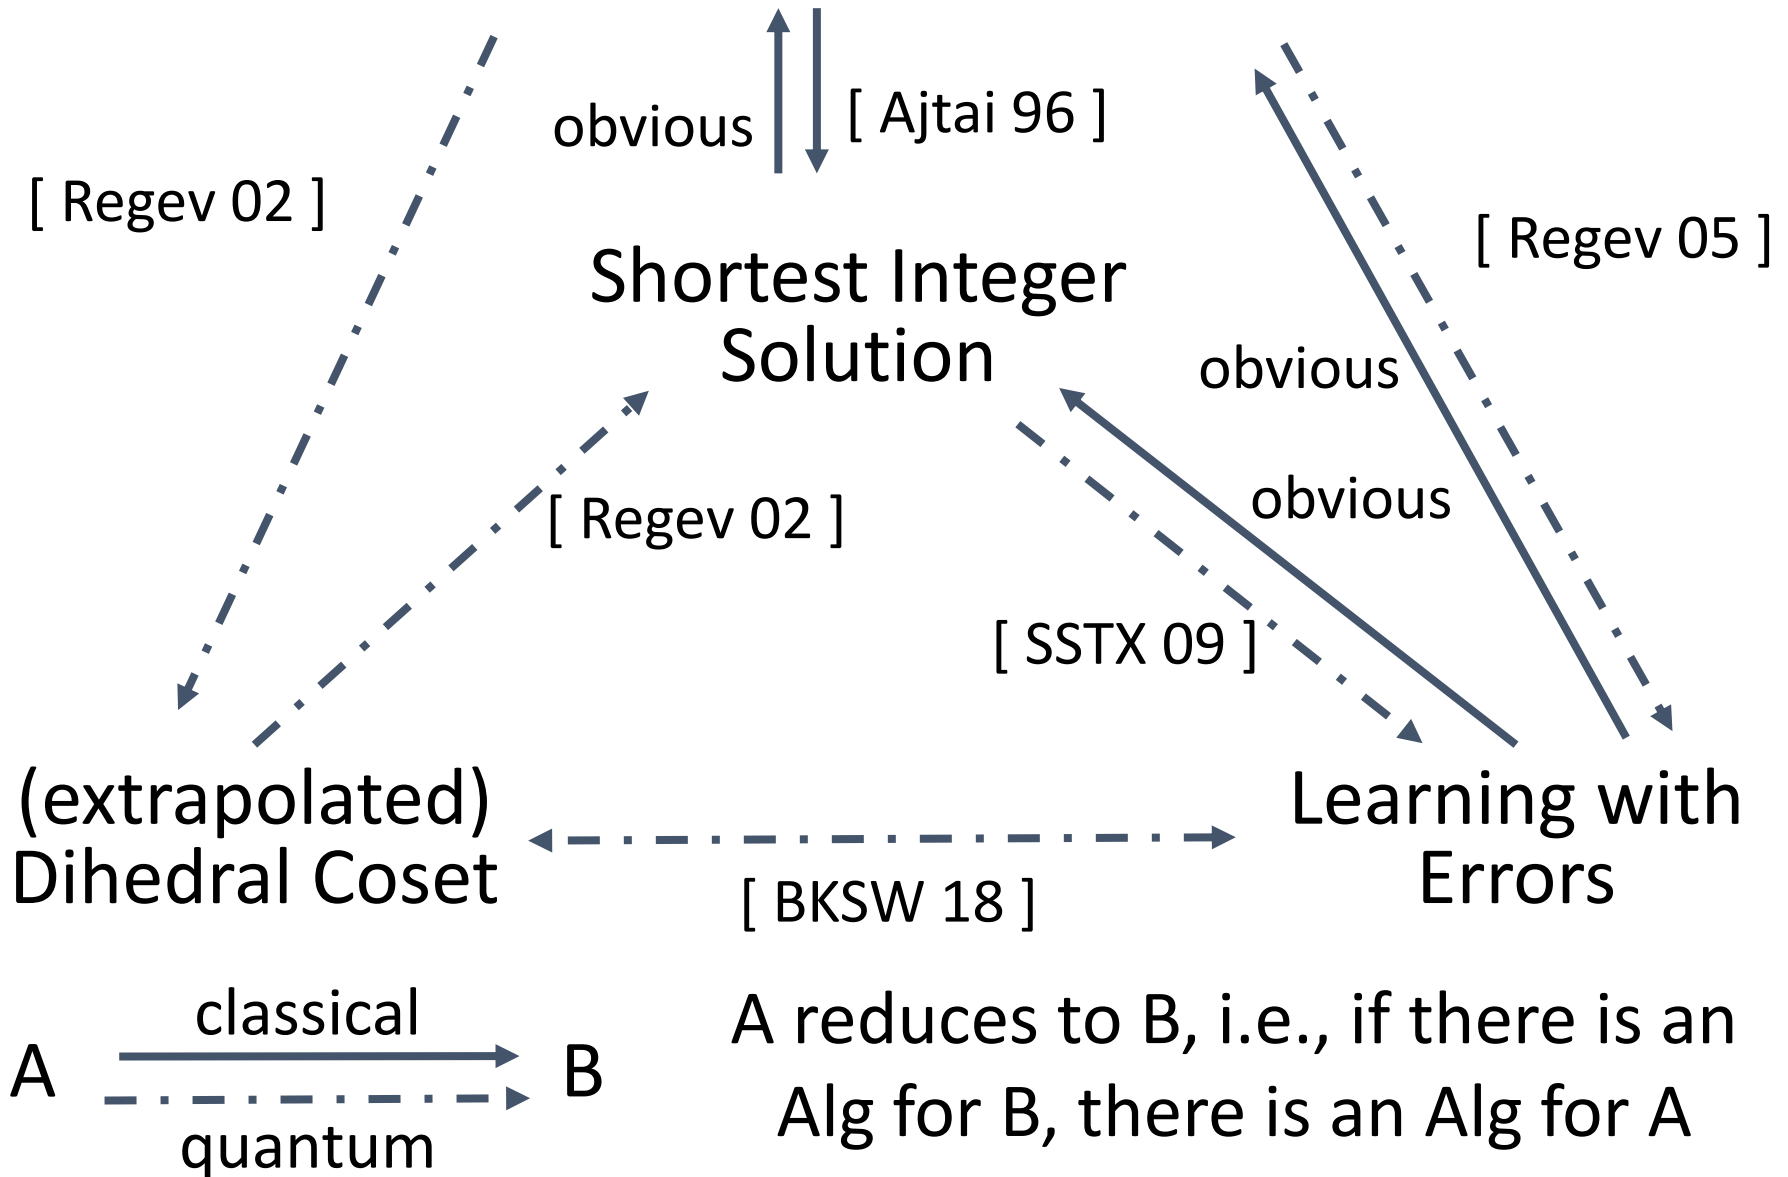 obvious
[ Ajtai 96 ]
[ Regev 02 ]
[ Regev 05 ]
Shortest Integer
Solution
obvious
obvious
[ Regev 02 ]
[ SSTX 09 ]
(extrapolated)
Dihedral Coset
Learning with
Errors
[ BKSW 18 ]
classical
A
B
quantum
A reduces to B, i.e., if there is an
Alg for B, there is an Alg for A